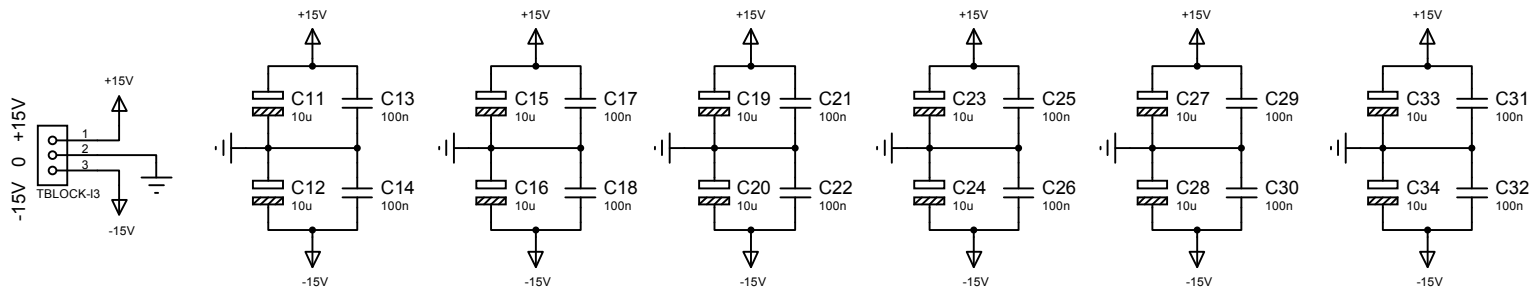 -15V 0 +15V
+15V
1
2
3
TBLOCK-I3
-15V
+15V
C11
10u
C13
100n
C12
10u
C14
100n
-15V
+15V
C15
10u
C17
100n
C16
10u
C18
100n
-15V
+15V
C19
10u
C21
100n
C20
10u
C22
100n
-15V
+15V
C23
10u
C25
100n
C24
10u
C26
100n
-15V
+15V
C27
10u
C29
100n
C28
10u
C30
100n
-15V
+15V
C33
10u
C31
100n
C34
10u
C32
100n
-15V